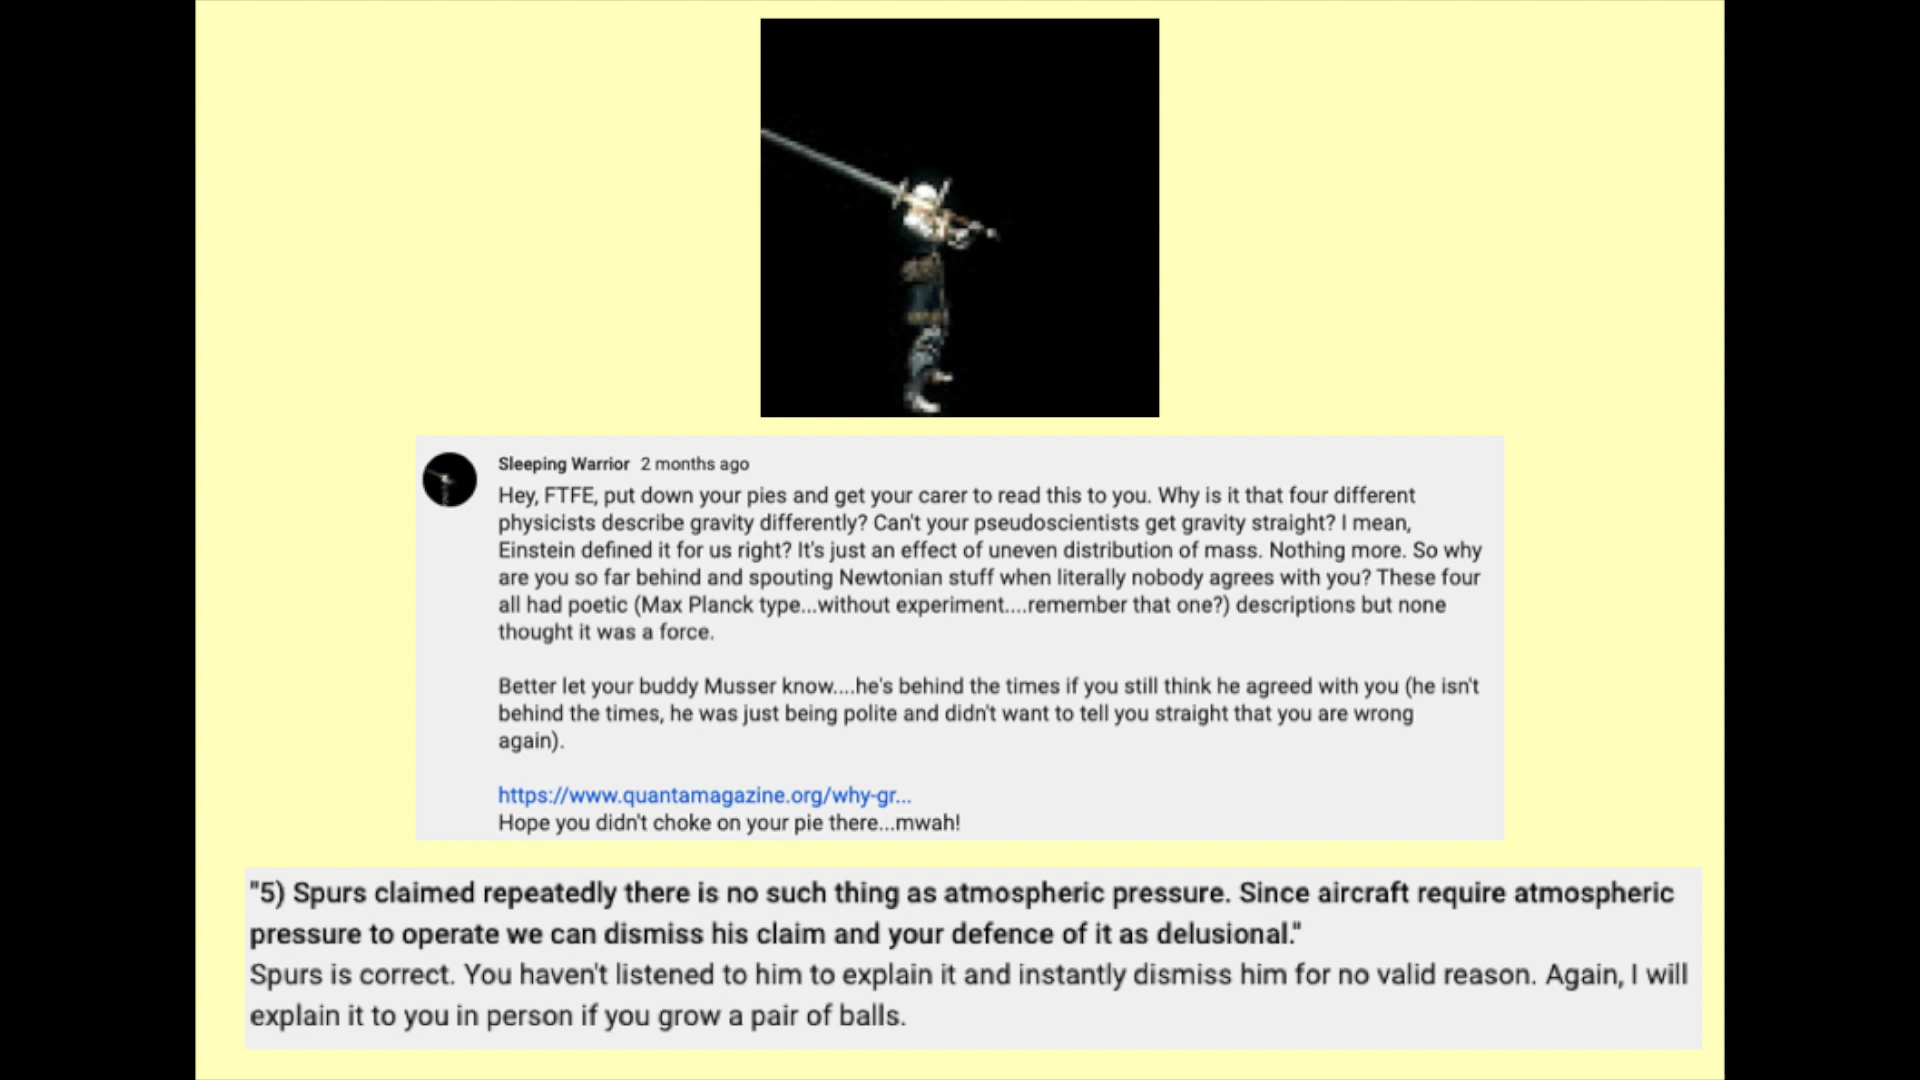 Sleeping Warrior 2 months ago
Hey, FTFE, put down your pies and get your carer to read this to you. Why is it that four different
physicists describe gravity differently? Can't your pseudoscientists get gravity straight? I mean,
Einstein defined it for us right? It's just an effect of uneven distribution of mass. Nothing more. So why
are you so far behind and spouting Newtonian stuff when literally nobody agrees with you? These four
all had poetic (Max Planck type...without experiment....remember that one?) descriptions but none
thought it was a force.
Better let your buddy Musser know....he's behind the times if you still think he agreed with you (he isn't
behind the times, he was just being polite and didn't want to tell you straight that you are wrong
again).
https://www.quantamagazine.org/why-gr...
Hope you didn't choke on your pie there...mwah!
"5) Spurs claimed repeatedly there is no such thing as atmospheric pressure. Since aircraft require atmospheric
pressure to operate we can dismiss his claim and your defence of it as delusional."
Spurs is correct. You haven't listened to him to explain it and instantly dismiss him for no valid reason. Again, I will
explain it to you in person if you grow a pair of balls.